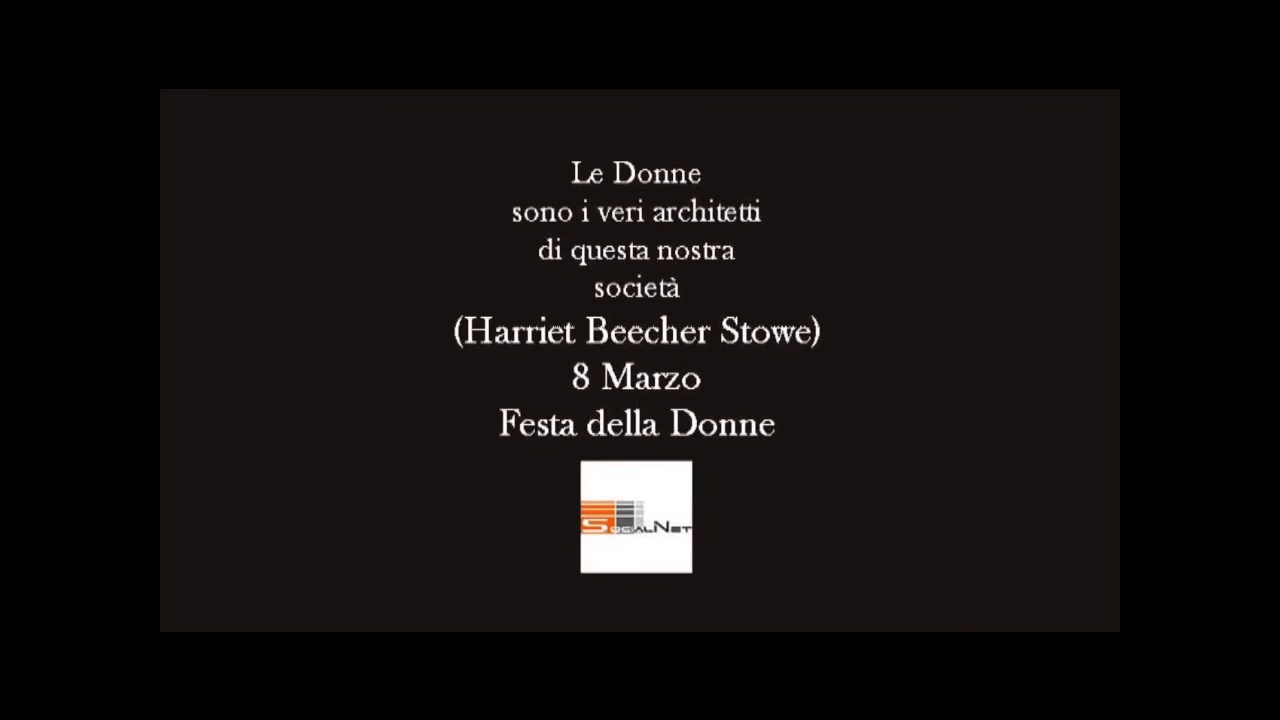 Le Donne
sono i veri architetti
di questa nostra
società
(Harriet Beecher Stowe)
8 Marzo
Festa della Donne
SocialNet